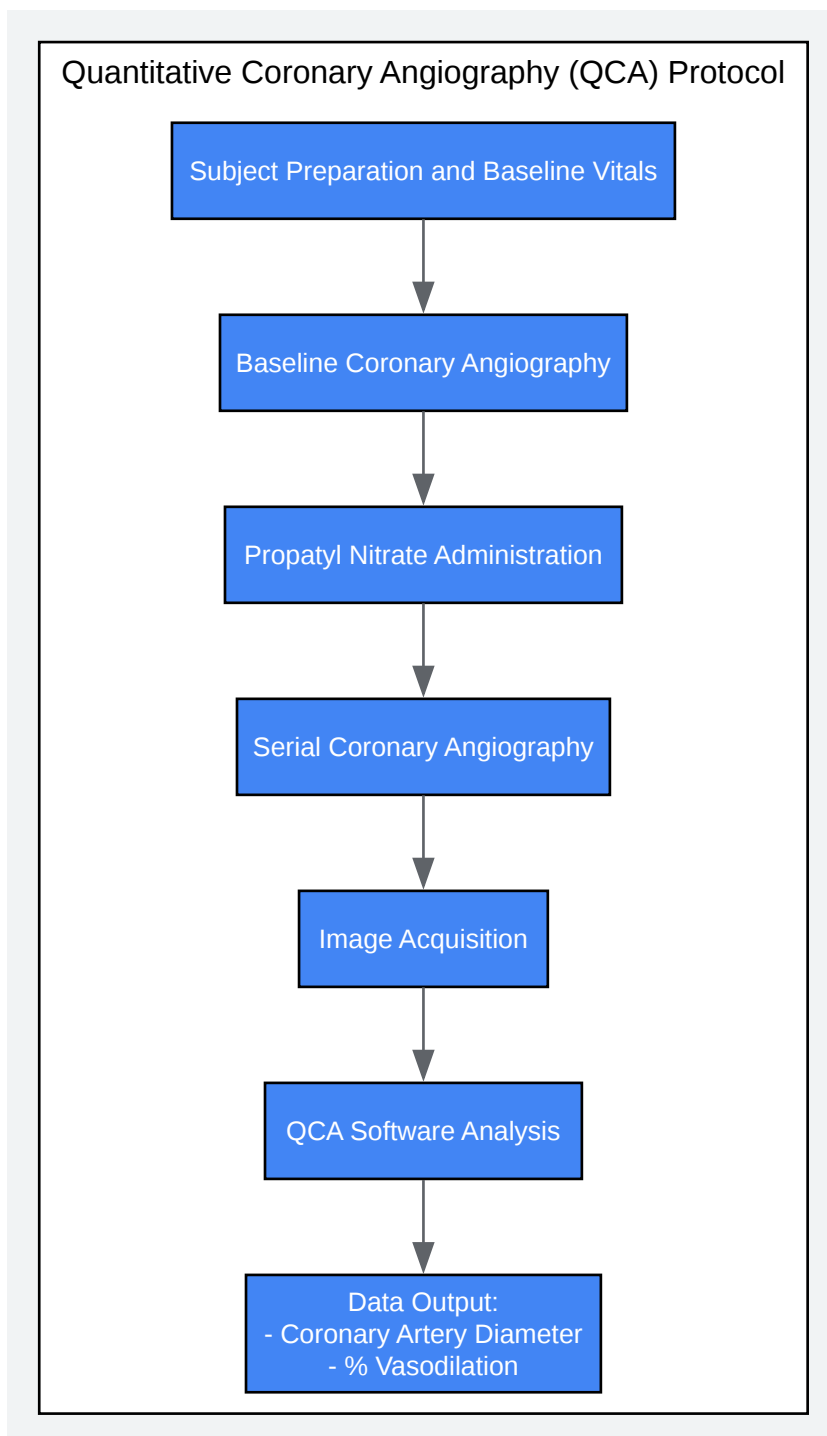 Quantitative Coronary Angiography (QCA) Protocol
Subject Preparation and Baseline Vitals
Baseline Coronary Angiography
Propatyl Nitrate Administration
Serial Coronary Angiography
Image Acquisition
QCA Software Analysis
Data Output:
- Coronary Artery Diameter
- % Vasodilation